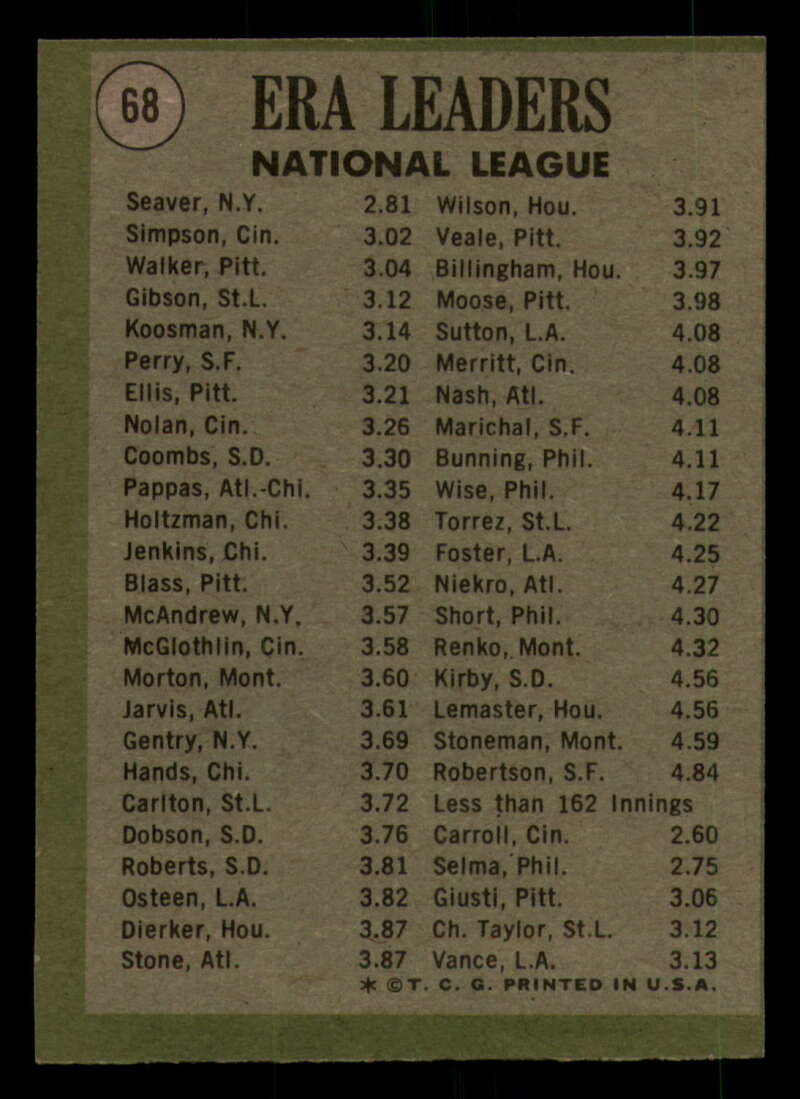 68
ERA LEADERS
NATIONAL LEAGUE
Seaver, N.Y. 2.81
Simpson, Cin. 3.02
Walker, Pitt. 3.04
Gibson, St.L. 3.12
Koosman, N.Y. 3.14
Perry, S.F. 3.20
Ellis, Pitt. 3.21
Nolan, Cin. 3.26
Coombs, S.D. 3.30
Pappas, Atl.-Chi. 3.35
Holtzman, Chi. 3.38
Jenkins, Chi. 3.39
Blass, Pitt. 3.52
McAndrew, N.Y. 3.57
McGlothlin, Cin. 3.58
Morton, Mont. 3.60
Jarvis, Atl. 3.61
Gentry, N.Y. 3.69
Hands, Chi. 3.70
Carlton, St.L. 3.72
Dobson, S.D. 3.76
Roberts, S.D. 3.81
Osteen, L.A. 3.82
Dierker, Hou. 3.87
Stone, Atl. 3.87
Wilson, Hou. 3.91
Veale, Pitt. 3.92
Billingham, Hou. 3.97
Moose, Pitt. 3.98
Sutton, L.A. 4.08
Merritt, Cin. 4.08
Nash, Atl. 4.08
Marichal, S.F. 4.11
Bunning, Phil. 4.11
Wise, Phil. 4.17
Torrez, St.L. 4.22
Foster, L.A. 4.25
Niekro, Atl. 4.27
Short, Phil. 4.30
Renko, Mont. 4.32
Kirby, S.D. 4.56
Lemaster, Hou. 4.56
Stoneman, Mont. 4.59
Robertson, S.F. 4.84
Less than 162 Innings
Carroll, Cin. 2.60
Selma, Phil. 2.75
Giusti, Pitt. 3.06
Ch. Taylor, St.L. 3.12
Vance, L.A. 3.13
* © T. C. G. PRINTED IN U.S.A.